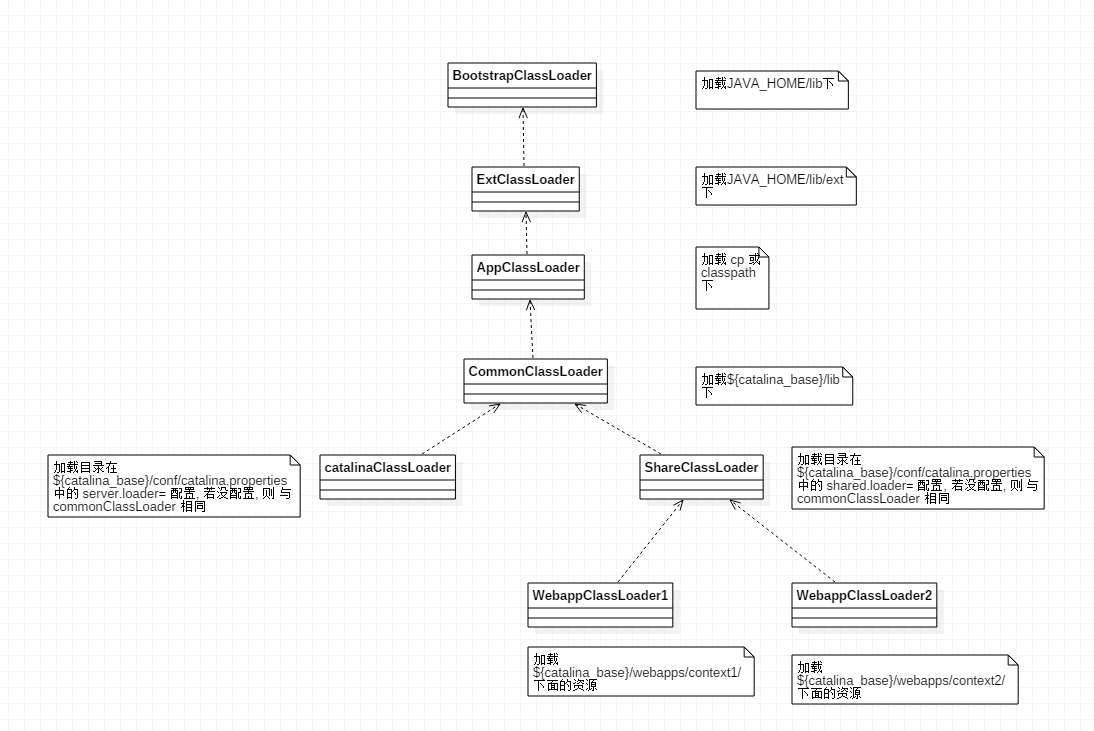 BootstrapClassLoader
加载JAVA_HOME/lib下
ExtClassLoader
加载JAVA_HOME/lib/ext
下
AppClassLoader
加载 cp 或
classpath
下
CommonClassLoader
加载${catalina_base}/lib
下
加载目录在
${catalina_base}/conf/catalina.properties
中的 server.loader= 配置, 若没配置, 则 与
commonClassLoader 相同
catalinaClassLoader
ShareClassLoader
加载目录在
${catalina_base}/conf/catalina.properties
中的 shared.loader= 配置, 若没配置, 则 与
commonClassLoader 相同
WebappClassLoader1
WebappClassLoader2
加载
${catalina_base}/webapps/context1/
下面的资源
加载
${catalina_base}/webapps/context2/
下面的资源